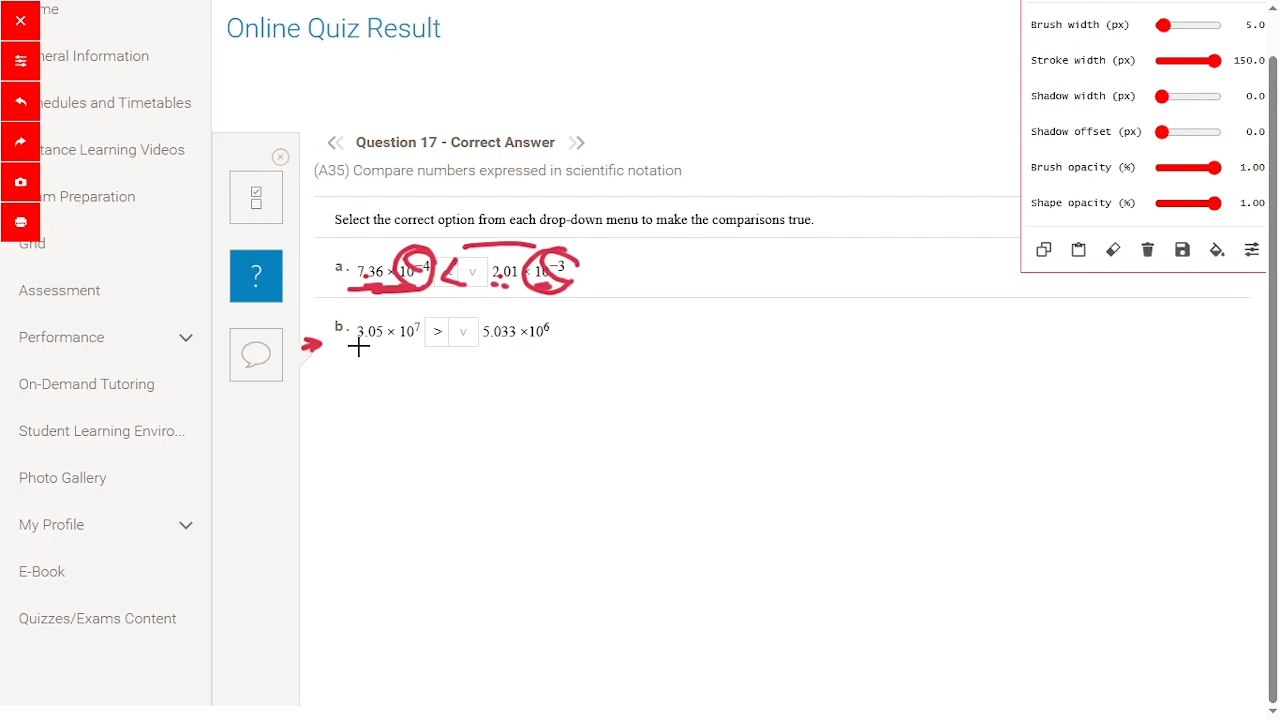 me
Online Quiz Result
Brush width (px) 5.0
neral Information
Stroke width (px) 150.0
Shadow width (px) 0.0
hedules and Timetables
Shadow offset (px) 0.0
Question 17 - Correct Answer
tance Learning Videos
Brush opacity (%) 1.00
(A35) Compare numbers expressed in scientific notation
am Preparation
Shape opacity (%) 1.00
Select the correct option from each drop-down menu to make the comparisons true.
Grid
a. 7.36 × 10⁻⁴ < v 2.01 × 10⁻³
Assessment
b. 3.05 × 10⁷ > v 5.033 ×10⁶
?
Performance
On-Demand Tutoring
Student Learning Enviro...
Photo Gallery
My Profile
E-Book
Quizzes/Exams Content